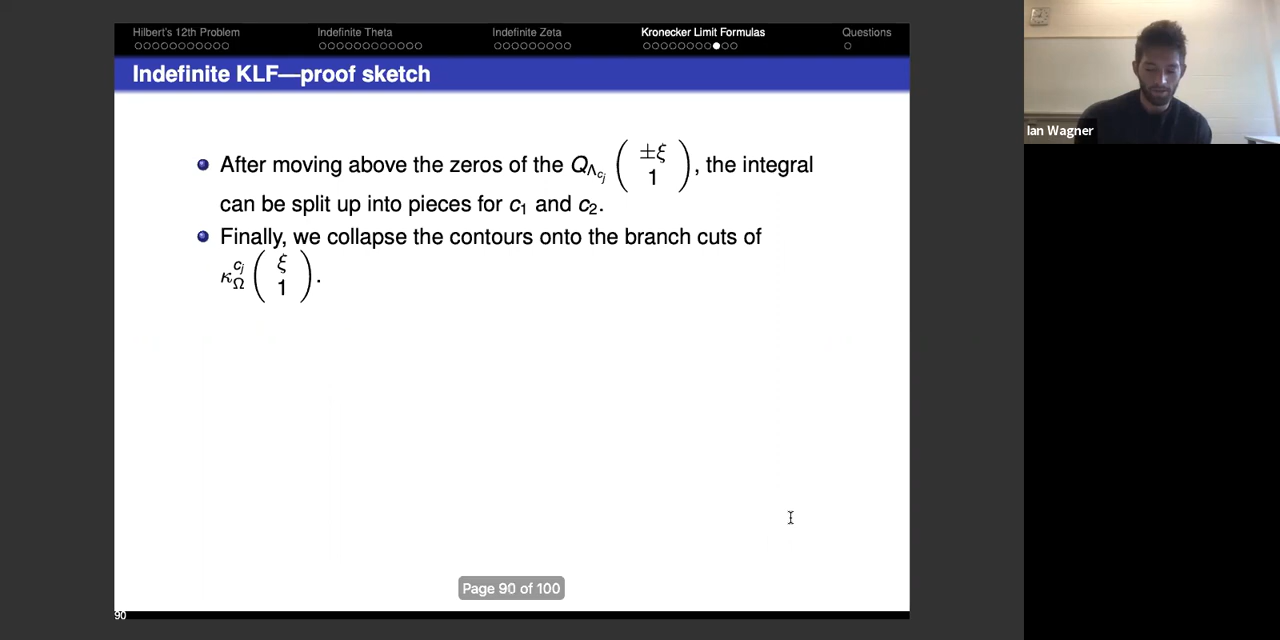 Hilbert's 12th Problem Indefinite Theta Indefinite Zeta Kronecker Limit Formulas Questions
Indefinite KLF—proof sketch
After moving above the zeros of the Q_{Λ_{c_j}} ( ±ξ 1 ), the integral
can be split up into pieces for c₁ and c₂.
Finally, we collapse the contours onto the branch cuts of
κ_Ω^{c_j} ( ξ 1 ).
Page 90 of 100
90
Ian Wagner